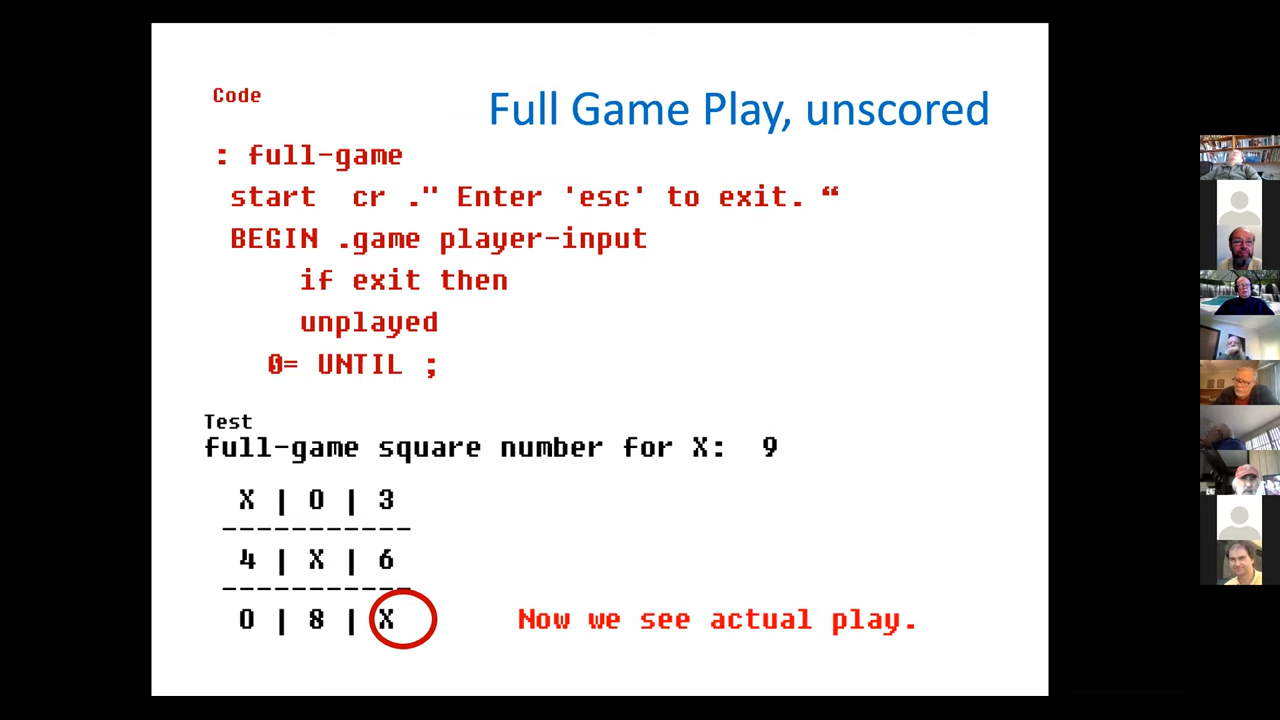 Code
Full Game Play, unscored
: full-game
start cr ." Enter 'esc' to exit. “
BEGIN .game player-input
if exit then
unplayed
0= UNTIL ;
Test
full-game square number for X: 9
X | O | 3
-----------
4 | X | 6
-----------
O | 8 | X
Now we see actual play.